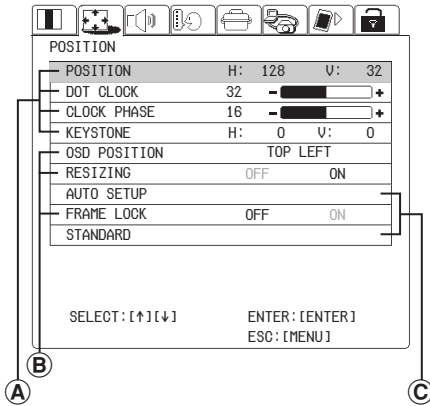 POSITION
POSITION H: 128 V: 32
DOT CLOCK 32 - +
CLOCK PHASE 16 - +
KEYSTONE H: 0 V: 0
OSD POSITION TOP LEFT
RESIZING OFF ON
AUTO SETUP
FRAME LOCK OFF ON
STANDARD
SELECT:[↑][↓] ENTER:[ENTER]
ESC:[MENU]
B
A C